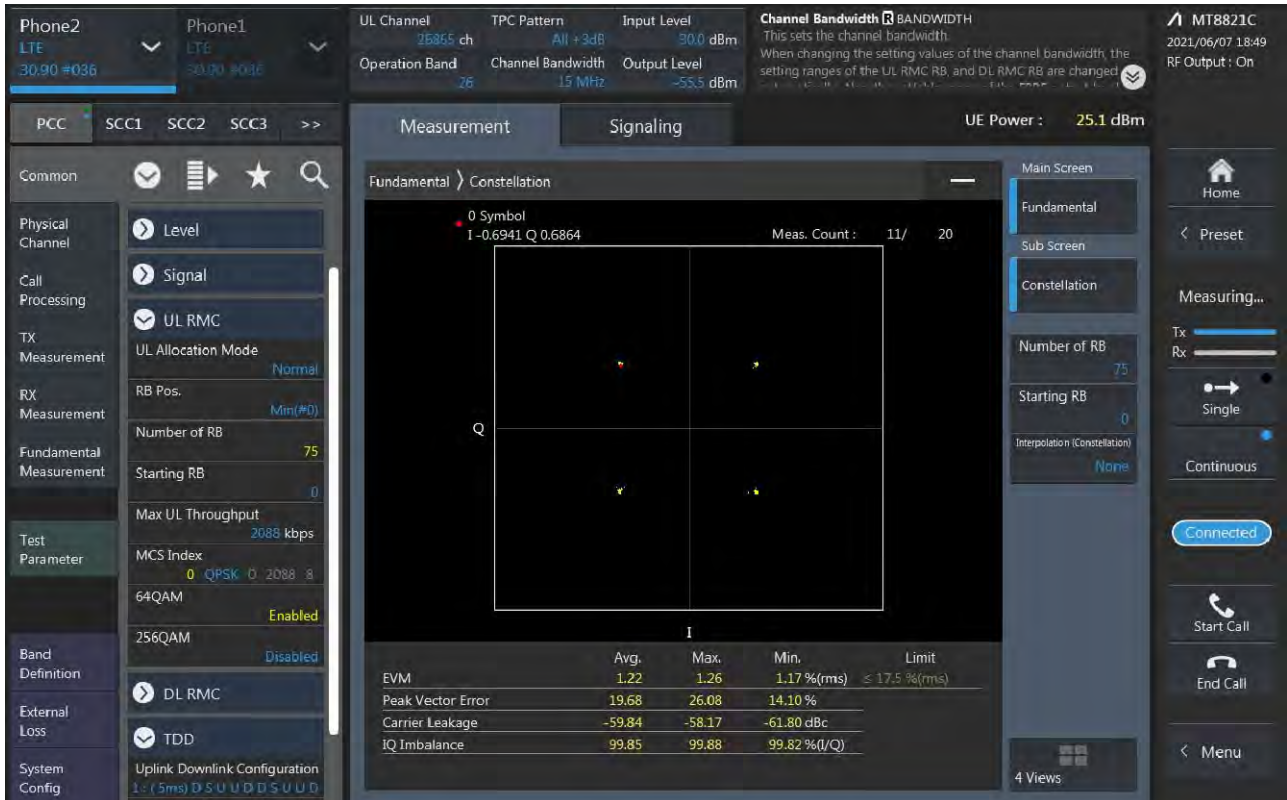 Phone2
LTE
30.90 #036
Phone1
LTE
30.90 #036
UL Channel
26865 ch
TPC Pattern
All +3dB
Input Level
30.0 dBm
Operation Band
26
Channel Bandwidth
15 MHz
Output Level
-55.5 dBm
Channel Bandwidth R BANDWIDTH
This sets the channel bandwidth.
When changing the setting values of the channel bandwidth, the
setting ranges of the UL RMC RB, and DL RMC RB are changed
MT8821C
2021/06/07 18:49
RF Output : On
PCC
SCC1
SCC2
SCC3
>>
Measurement
Signaling
UE Power : 25.1 dBm
Common
Physical
Channel
Call
Processing
TX
Measurement
RX
Measurement
Fundamental
Measurement
Test
Parameter
Band
Definition
External
Loss
System
Config
Level
Signal
UL RMC
UL Allocation Mode
Normal
RB Pos.
Min(#0)
Number of RB
75
Starting RB
0
Max UL Throughput
2088 kbps
MCS Index
0 QPSK 0 2088 8
64QAM
Enabled
256QAM
Disabled
DL RMC
TDD
Uplink Downlink Configuration
1 : ( 5ms) D S U U D D S U U D
Fundamental 〉 Constellation
0 Symbol
I -0.6941 Q 0.6864
Meas. Count : 11/ 20
Q
I
Avg. Max. Min. Limit
EVM 1.22 1.26 1.17 %(rms) ≤ 17.5 %(rms)
Peak Vector Error 19.68 26.08 14.10 %
Carrier Leakage -59.84 -58.17 -61.80 dBc
IQ Imbalance 99.85 99.88 99.82 %(I/Q)
Main Screen
Fundamental
Sub Screen
Constellation
Number of RB
75
Starting RB
0
Interpolation (Constellation)
None
4 Views
Home
< Preset
Measuring...
Tx
Rx
Single
Continuous
Connected
Start Call
End Call
< Menu